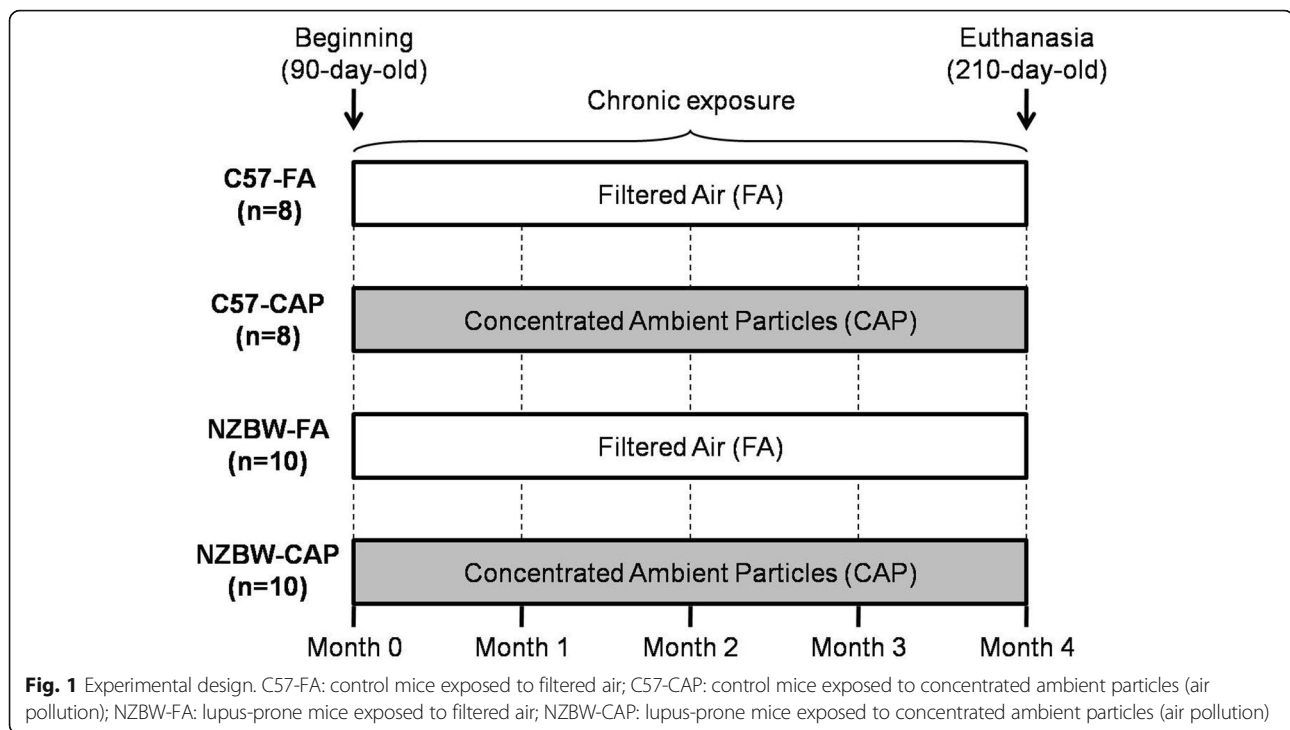 Beginning
(90-day-old)
Euthanasia
(210-day-old)
Chronic exposure
C57-FA
(n=8)
Filtered Air (FA)
C57-CAP
(n=8)
Concentrated Ambient Particles (CAP)
NZBW-FA
(n=10)
Filtered Air (FA)
NZBW-CAP
(n=10)
Concentrated Ambient Particles (CAP)
Month 0 Month 1 Month 2 Month 3 Month 4
Fig. 1 Experimental design. C57-FA: control mice exposed to filtered air; C57-CAP: control mice exposed to concentrated ambient particles (air
pollution); NZBW-FA: lupus-prone mice exposed to filtered air; NZBW-CAP: lupus-prone mice exposed to concentrated ambient particles (air pollution)